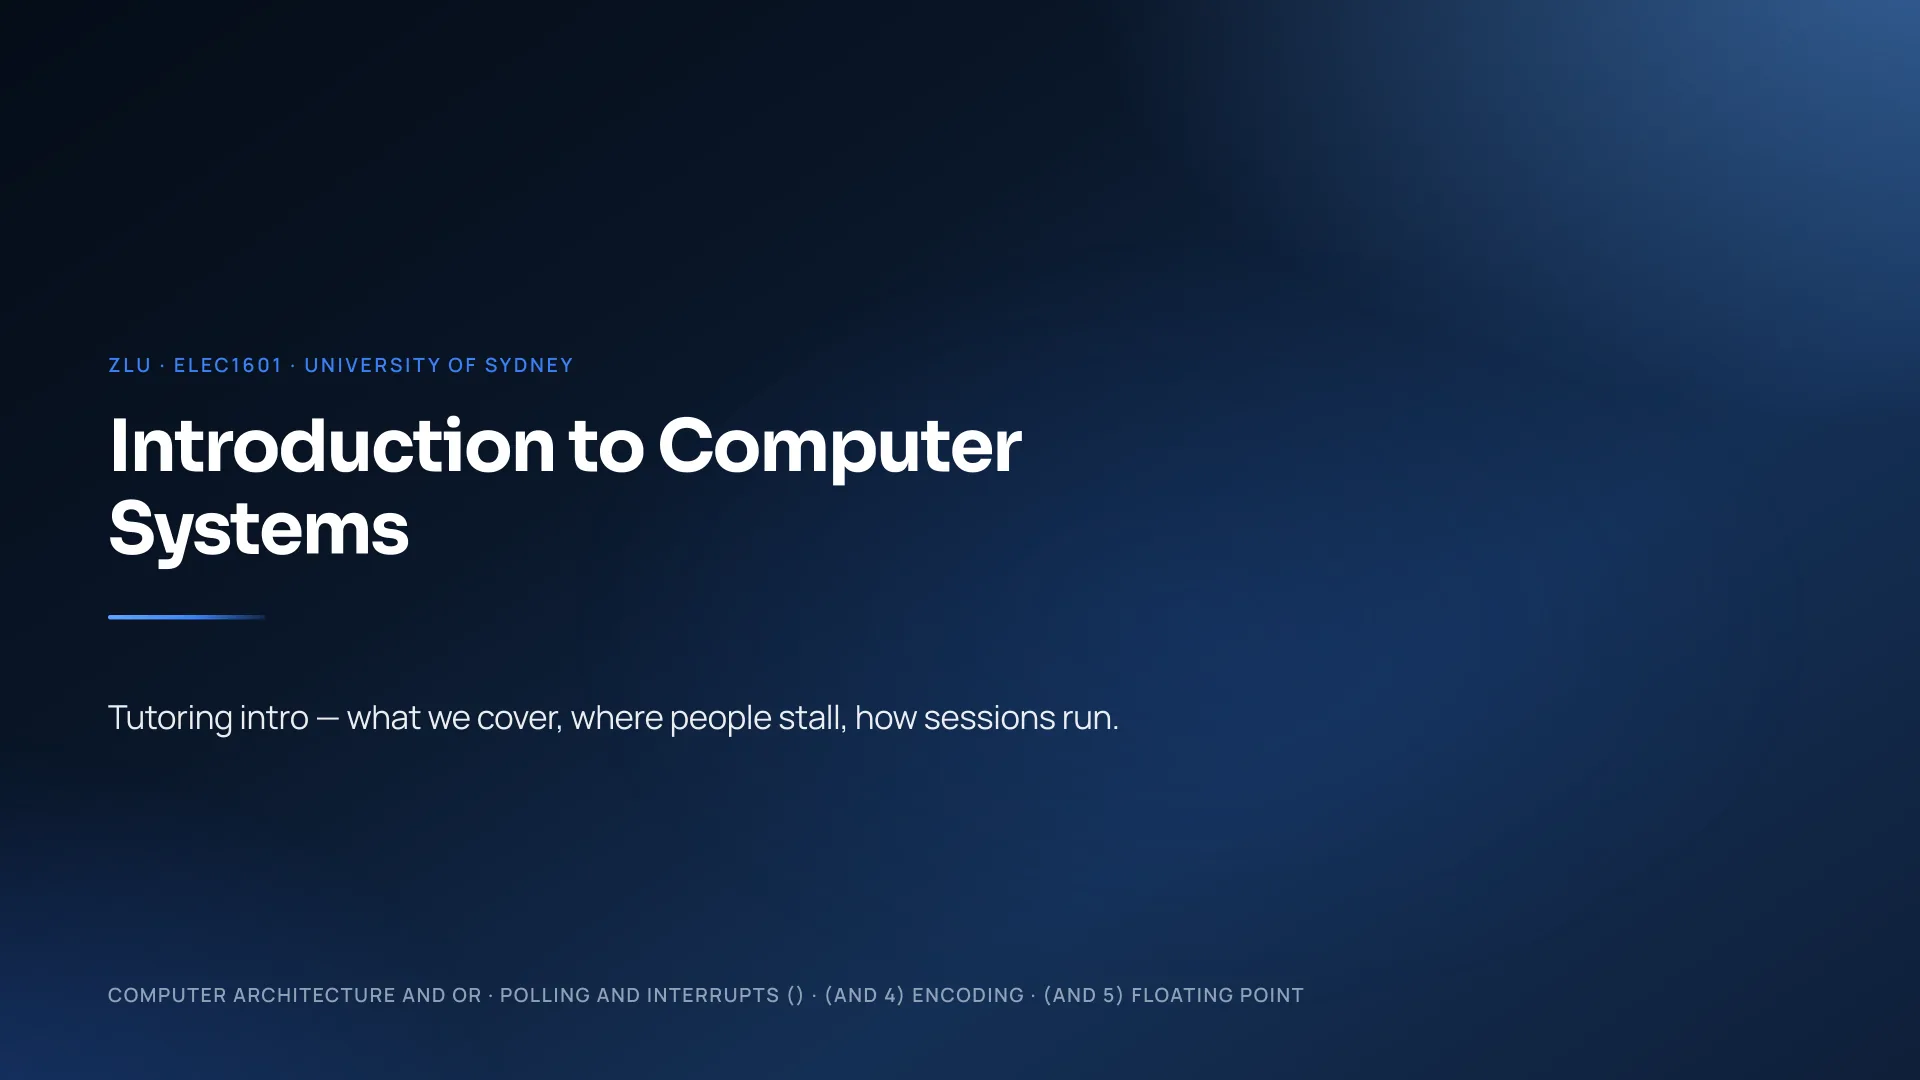 ZLU · ELEC1601 · UNIVERSITY OF SYDNEY
Introduction to Computer
Systems
Tutoring intro — what we cover, where people stall, how sessions run.
COMPUTER ARCHITECTURE AND OR · POLLING AND INTERRUPTS () · (AND 4) ENCODING · (AND 5) FLOATING POINT